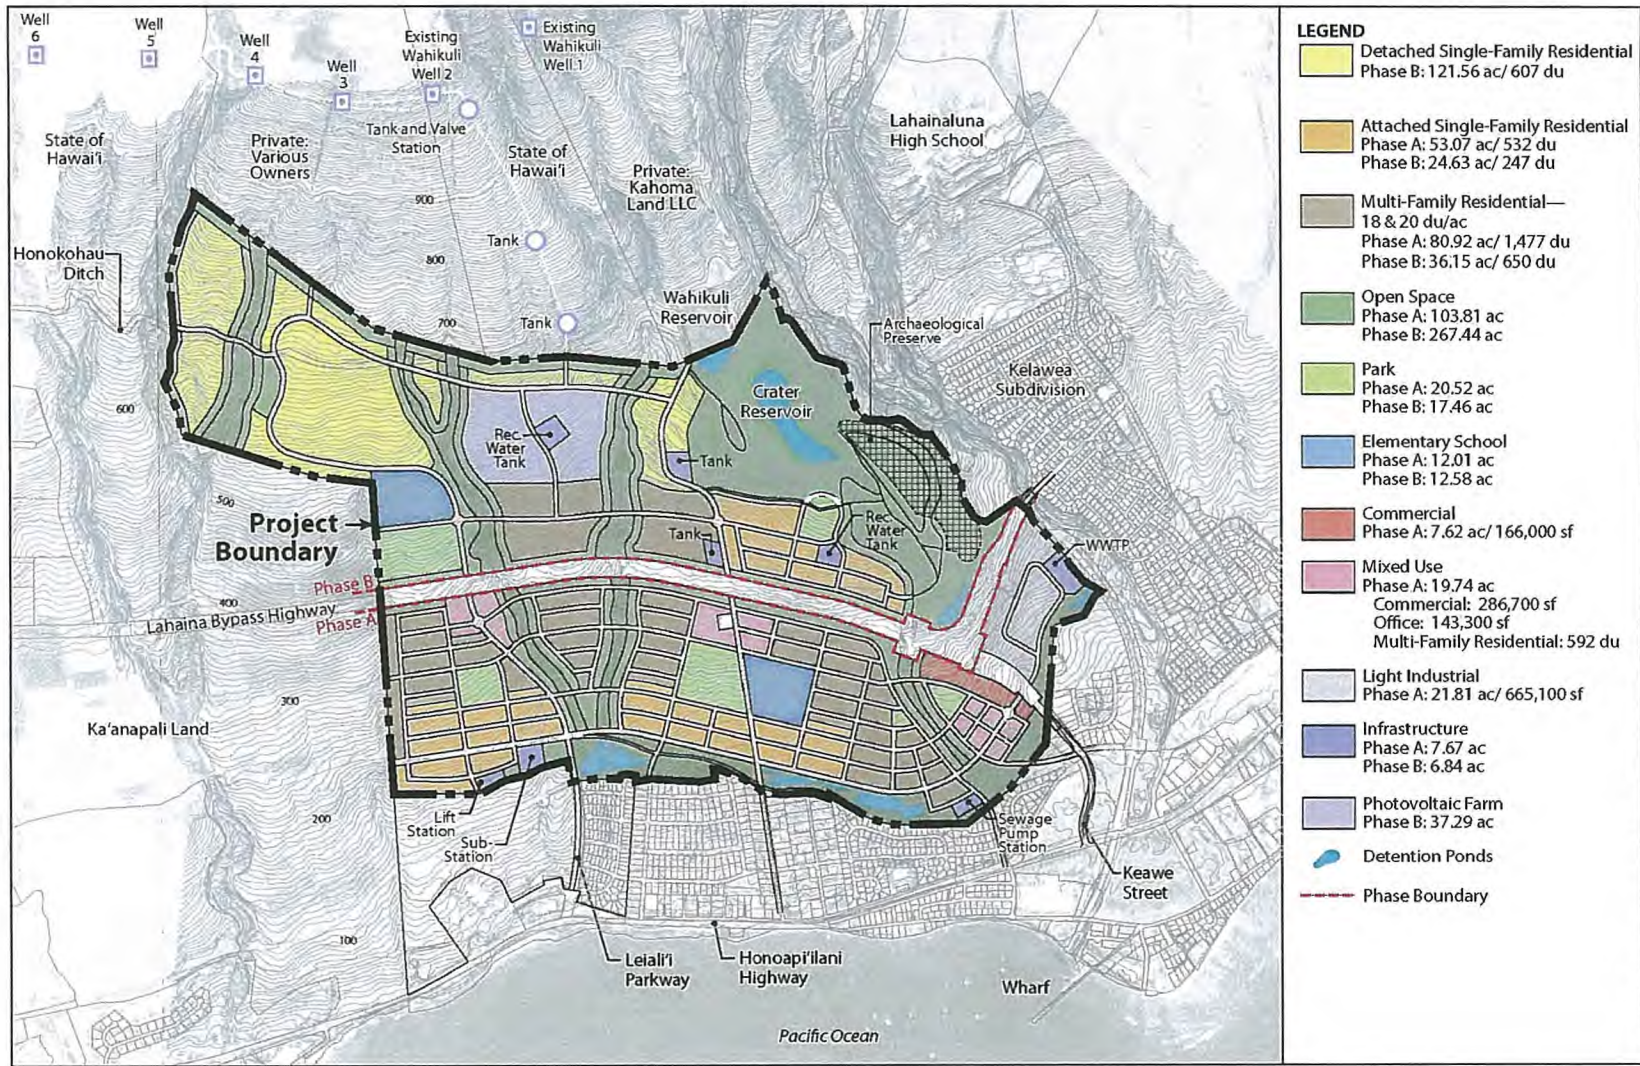 Well
6
Well
5
Well
4
Well
3
Existing
Wahikuli
Well 2
Existing
Wahikuli
Well 1
Tank and Valve
Station
State of
Hawai'i
Private:
Various
Owners
State of
Hawai'i
Private:
Kahoma
Land LLC
Lahainaluna
High School
Honokohau
Ditch
900
800
700
600
500
400
300
200
100
Tank
Tank
Wahikuli
Reservoir
Archaeological
Preserve
Kelawea
Subdivision
Crater
Reservoir
Rec.
Water
Tank
Tank
Project
Boundary
Tank
Rec.
Water
Tank
WWTP
Phase B
Lahaina Bypass Highway
Phase A
Ka'anapali Land
Lift
Station
Sub-
Station
Sewage
Pump
Station
Keawe
Street
Leiali'i
Parkway
Honoapi'ilani
Highway
Wharf
Pacific Ocean
LEGEND
Detached Single-Family Residential
Phase B: 121.56 ac/ 607 du
Attached Single-Family Residential
Phase A: 53.07 ac/ 532 du
Phase B: 24.63 ac/ 247 du
Multi-Family Residential—
18 & 20 du/ac
Phase A: 80.92 ac/ 1,477 du
Phase B: 36.15 ac/ 650 du
Open Space
Phase A: 103.81 ac
Phase B: 267.44 ac
Park
Phase A: 20.52 ac
Phase B: 17.46 ac
Elementary School
Phase A: 12.01 ac
Phase B: 12.58 ac
Commercial
Phase A: 7.62 ac/ 166,000 sf
Mixed Use
Phase A: 19.74 ac
Commercial: 286,700 sf
Office: 143,300 sf
Multi-Family Residential: 592 du
Light Industrial
Phase A: 21.81 ac/ 665,100 sf
Infrastructure
Phase A: 7.67 ac
Phase B: 6.84 ac
Photovoltaic Farm
Phase B: 37.29 ac
Detention Ponds
Phase Boundary